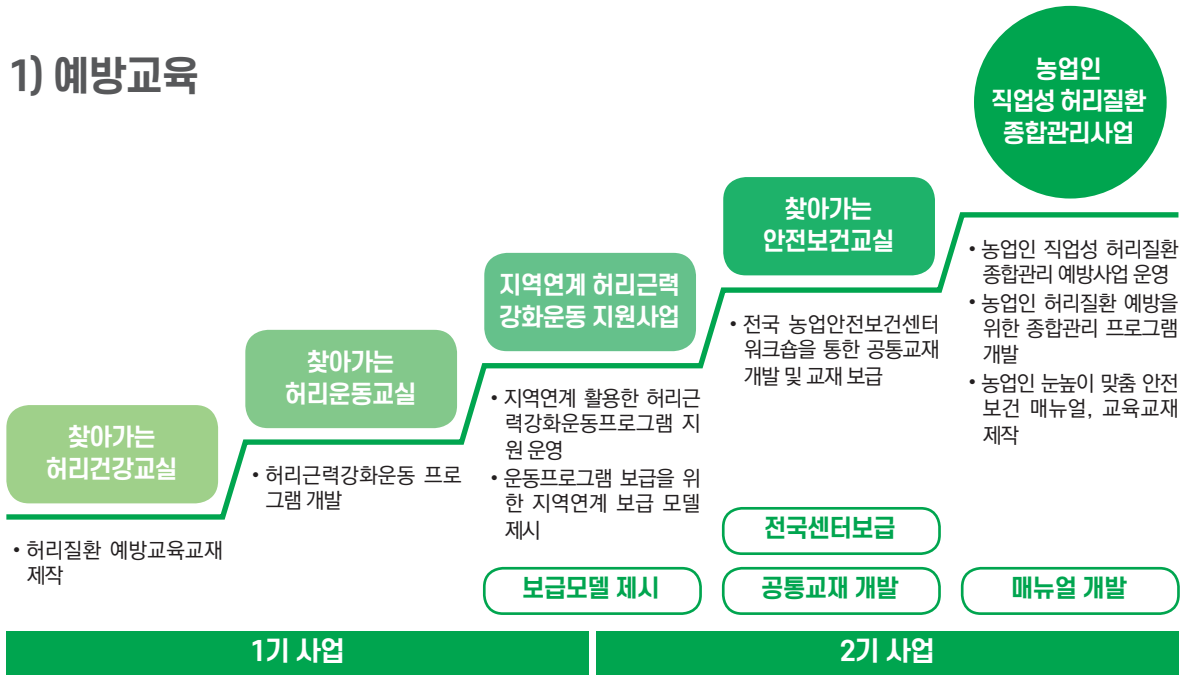 1) 예방교육
찾아가는
허리건강교실
• 허리질환 예방교육교재
제작
찾아가는
허리운동교실
• 허리근력강화운동 프로
그램 개발
지역연계 허리근력
강화운동 지원사업
• 지역연계 활용한 허리근
력강화운동프로그램 지
원 운영
• 운동프로그램 보급을 위
한 지역연계 보급 모델
제시
보급모델 제시
찾아가는
안전보건교실
• 전국 농업안전보건센터
워크숍을 통한 공통교재
개발 및 교재 보급
전국센터보급
공통교재 개발
농업인
직업성 허리질환
종합관리사업
• 농업인 직업성 허리질환
종합관리 예방사업 운영
• 농업인 허리질환 예방을
위한 종합관리 프로그램
개발
• 농업인 눈높이 맞춤 안전
보건 매뉴얼, 교육교재
제작
매뉴얼 개발
1기 사업
2기 사업